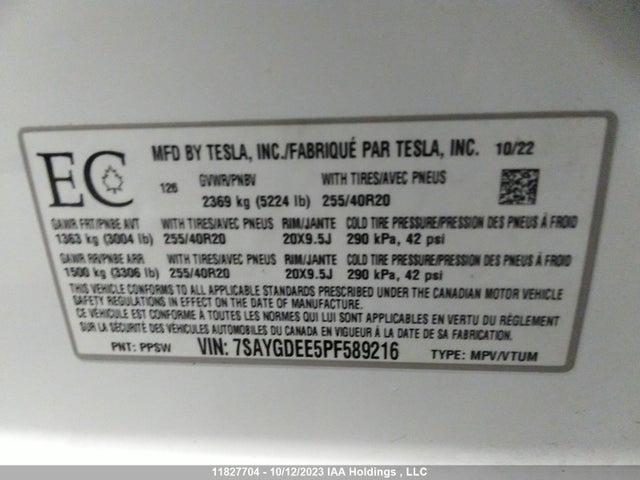 MFD BY TESLA, INC./FABRIQUÉ PAR TESLA, INC. 10/22
EC 126 GVWR/PNBV WITH TIRES/AVEC PNEUS
2369 kg (5224 lb) 255/40R20
GAWR FRT/PNBE AVT WITH TIRES/AVEC PNEUS RIM/JANTE COLD TIRE PRESSURE/PRESSION DES PNEUS À FROID
1363 kg (3004 lb) 255/40R20 20X9.5J 290 kPa, 42 psi
GAWR RR/PNBE ARR WITH TIRES/AVEC PNEUS RIM/JANTE COLD TIRE PRESSURE/PRESSION DES PNEUS À FROID
1500 kg (3306 lb) 255/40R20 20X9.5J 290 kPa, 42 psi
THIS VEHICLE CONFORMS TO ALL APPLICABLE STANDARDS PRESCRIBED UNDER THE CANADIAN MOTOR VEHICLE
SAFETY REGULATIONS IN EFFECT ON THE DATE OF MANUFACTURE.
CE VÉHICULE EST CONFORME À TOUTES LES NORMES QUI LUI SONT APPLICABLES EN VERTU DU RÈGLEMENT
SUR LA SÉCURITÉ DES VÉHICULES AUTOMOBILES DU CANADA EN VIGUEUR À LA DATE DE SA FABRICATION.
PNT: PPSW VIN: 7SAYGDEE5PF589216 TYPE: MPV/VTUM
11827704 - 10/12/2023 IAA Holdings , LLC